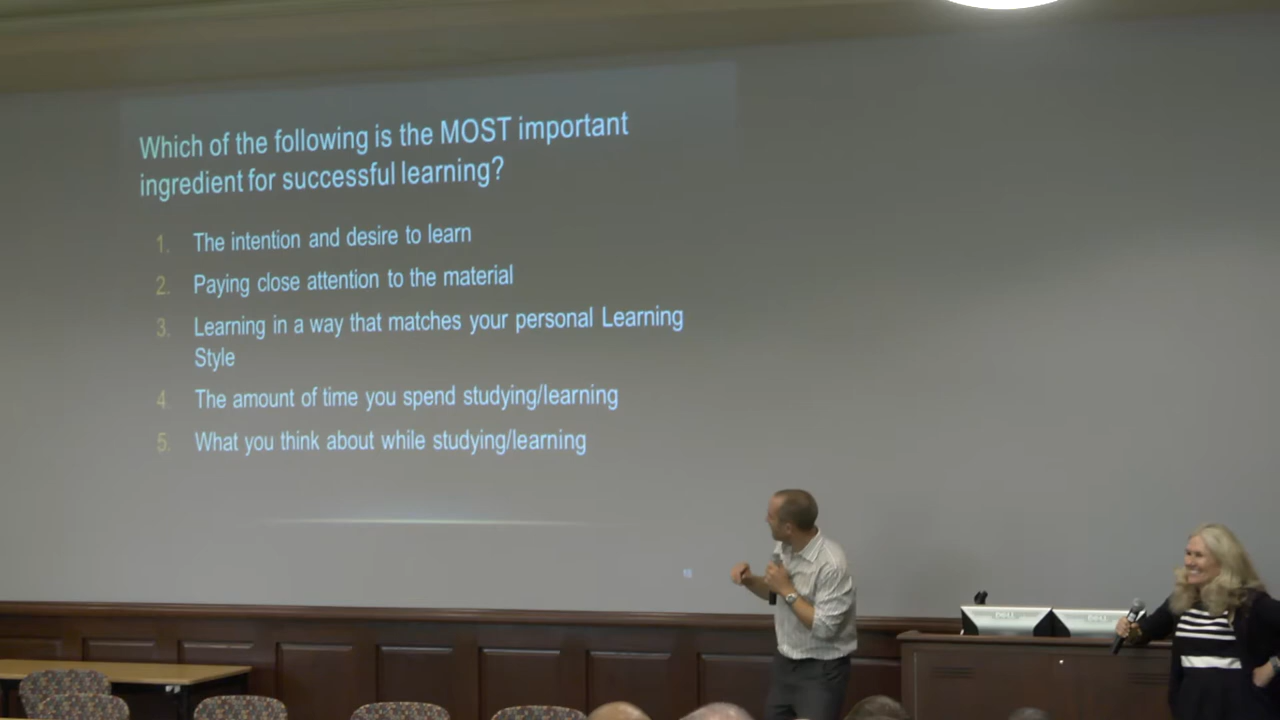 Which of the following is the MOST important
ingredient for successful learning?
1. The intention and desire to learn
2. Paying close attention to the material
3. Learning in a way that matches your personal Learning
Style
4. The amount of time you spend studying/learning
5. What you think about while studying/learning
DELL
DELL